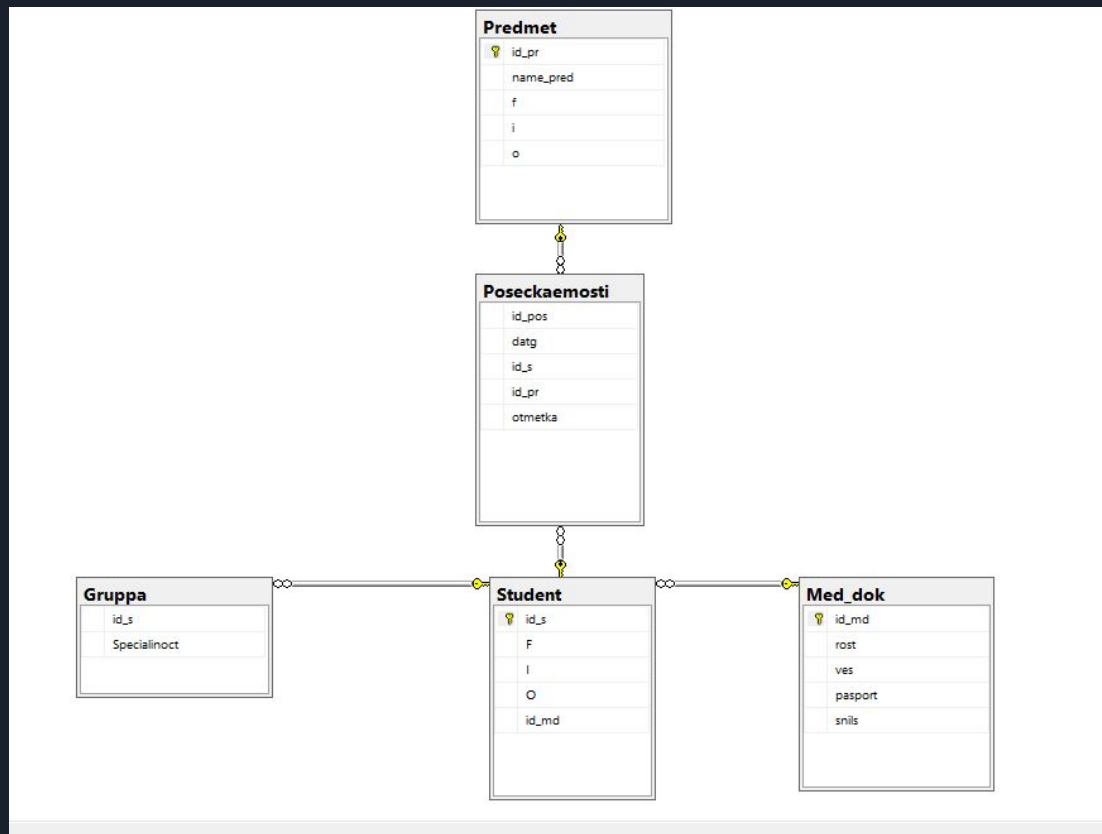 Predmet
id_pr
name_pred
f
i
o
Poseckaemosti
id_pos
datg
id_s
id_pr
otmetka
Gruppa
id_s
Specialinoct
Student
id_s
F
I
O
id_md
Med_dok
id_md
rost
ves
pasport
snils